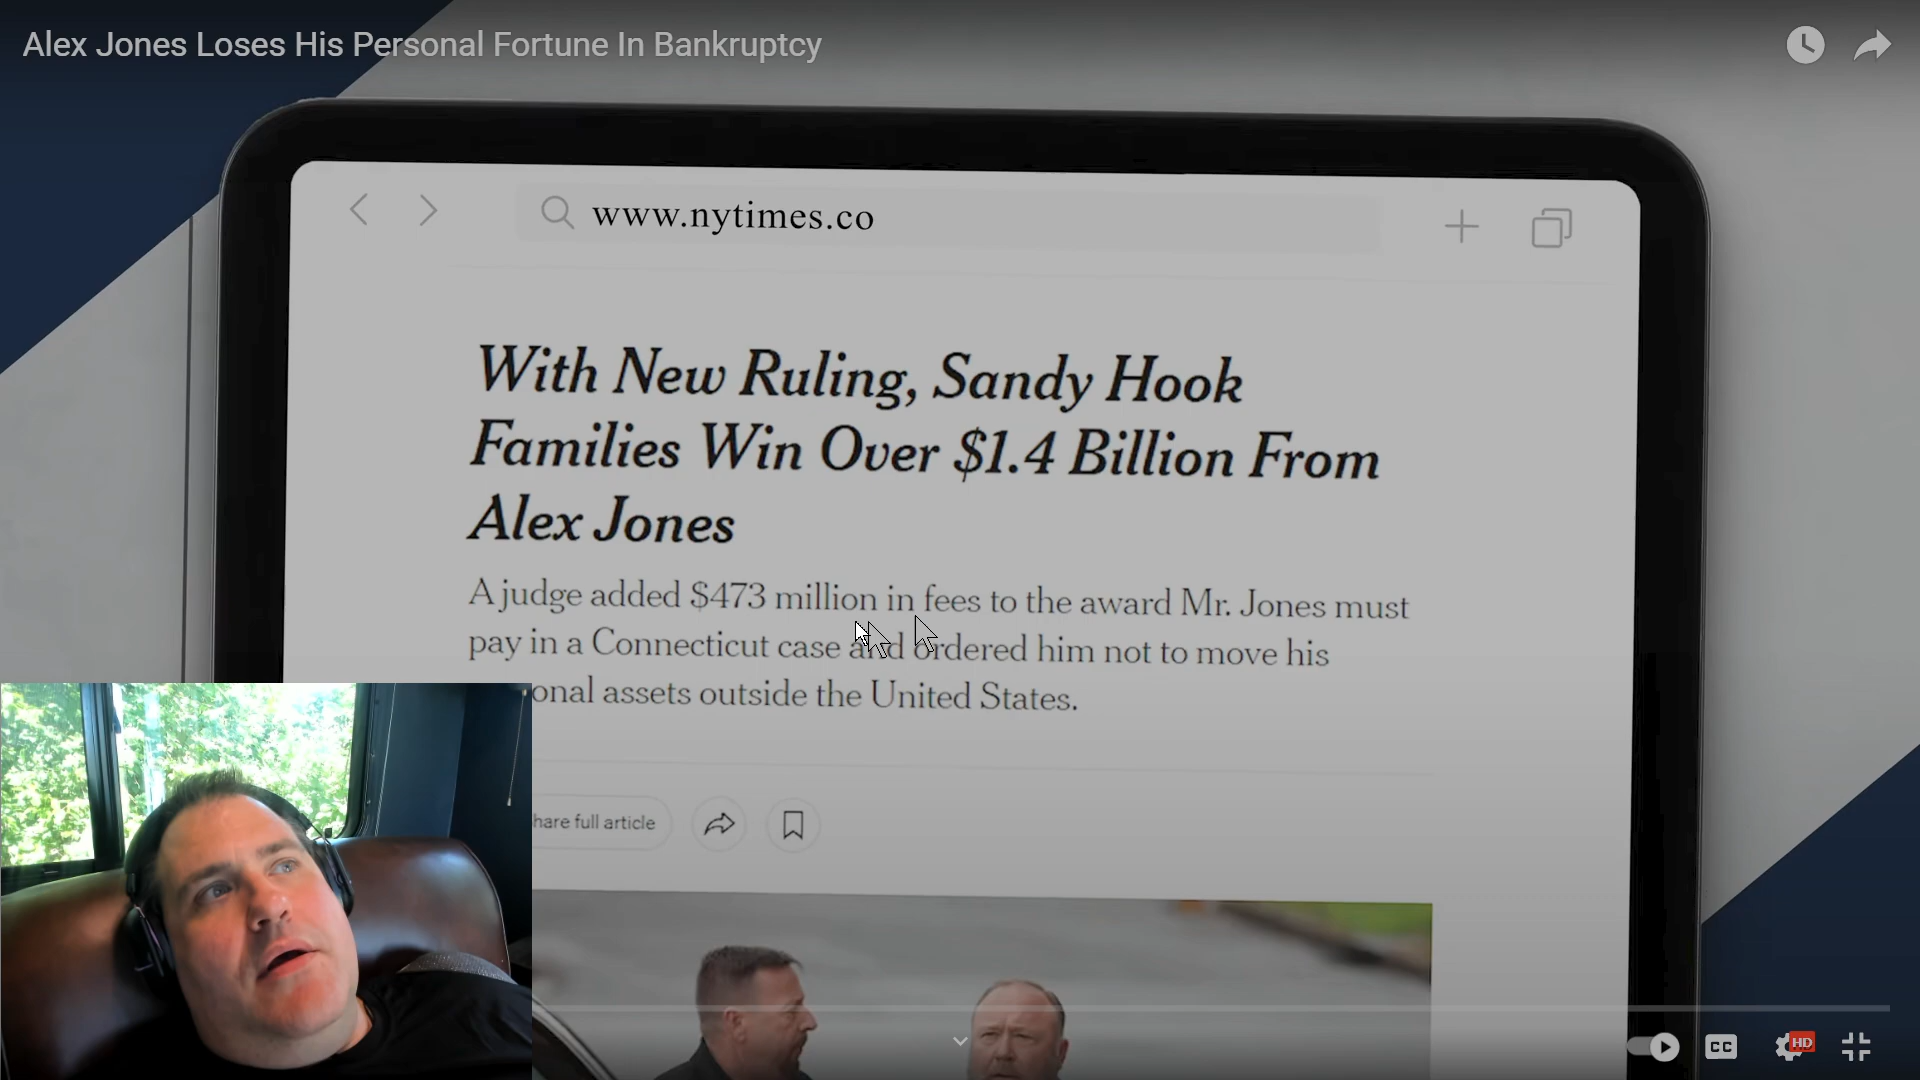 Alex Jones Loses His Personal Fortune In Bankruptcy
www.nytimes.co
With New Ruling, Sandy Hook
Families Win Over $1.4 Billion From
Alex Jones
A judge added $473 million in fees to the award Mr. Jones must
pay in a Connecticut case and ordered him not to move his
onal assets outside the United States.
hare full article
CC
HD